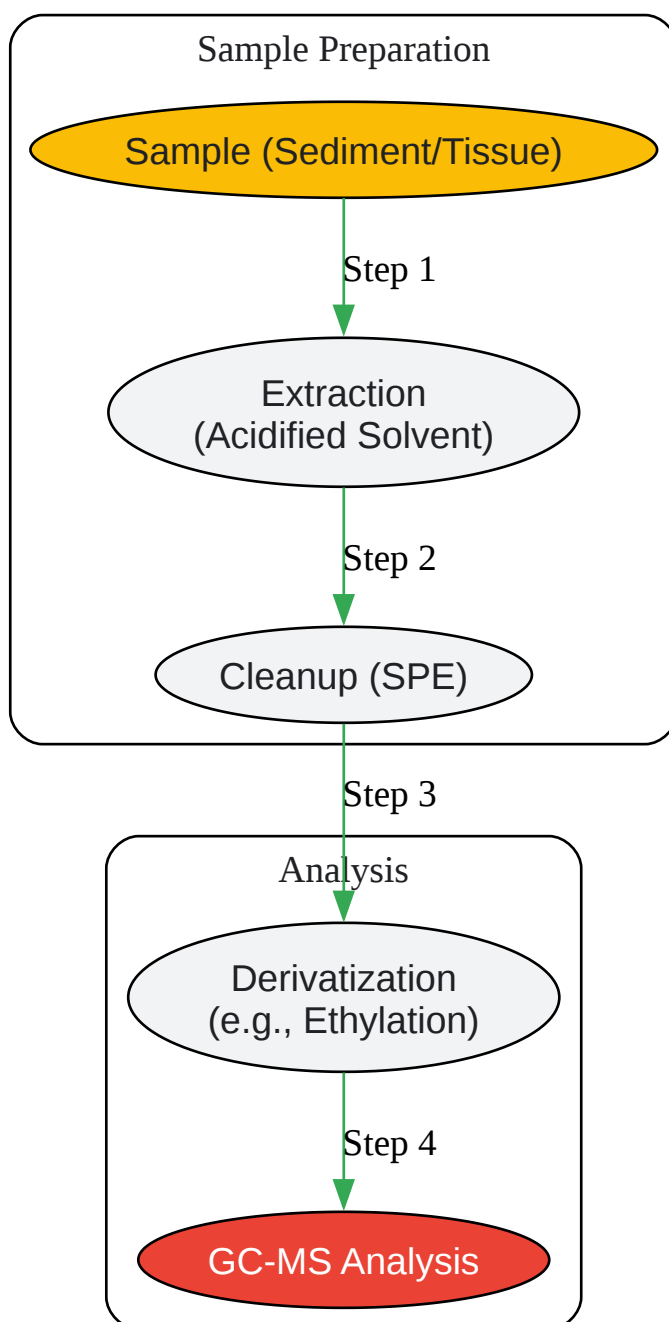 Sample Preparation
Sample (Sediment/Tissue)
Step 1
Extraction
(Acidified Solvent)
Step 2
Cleanup (SPE)
Step 3
Analysis
Derivatization
(e.g., Ethylation)
Step 4
GC-MS Analysis